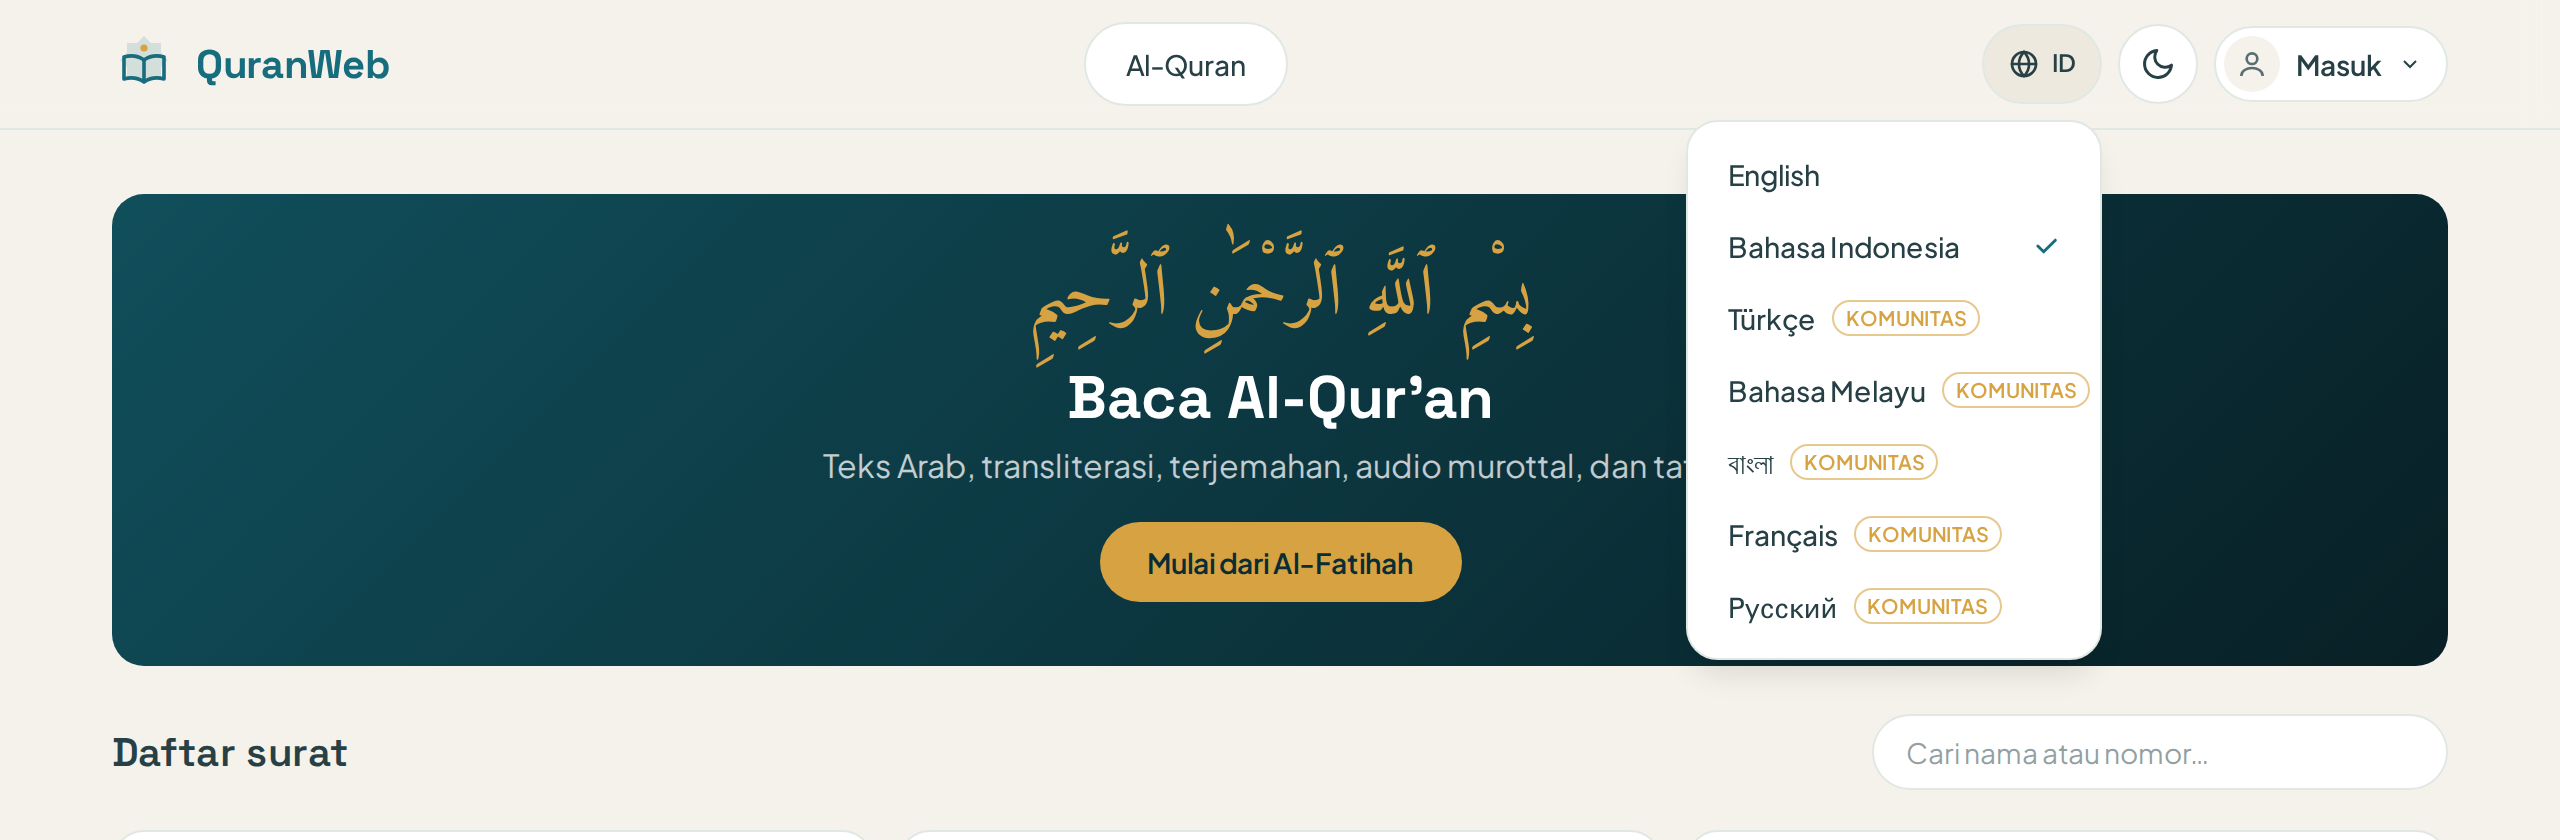 QuranWeb
Al-Quran
ID
Masuk
English
Bahasa Indonesia
Türkçe KOMUNITAS
Bahasa Melayu KOMUNITAS
বাংলা KOMUNITAS
Français KOMUNITAS
Русский KOMUNITAS
بِسْمِ ٱللَّهِ ٱلرَّحْمَٰنِ ٱلرَّحِيمِ
Baca Al-Qur’an
Teks Arab, transliterasi, terjemahan, audio murottal, dan
Mulai dari Al-Fatihah
Daftar surat
Cari nama atau nomor...